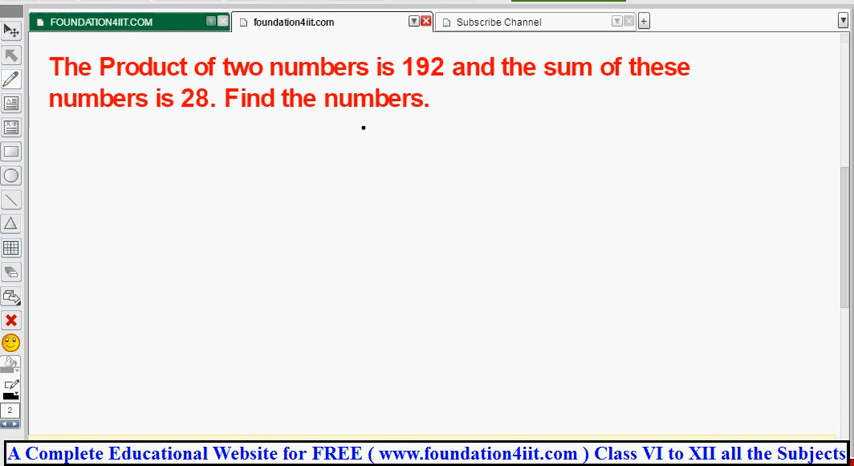 FOUNDATION4IIT.COM
foundation4iit.com
Subscribe Channel
The Product of two numbers is 192 and the sum of these
numbers is 28. Find the numbers.
2
A Complete Educational Website for FREE ( www.foundation4iit.com ) Class VI to XII all the Subjects